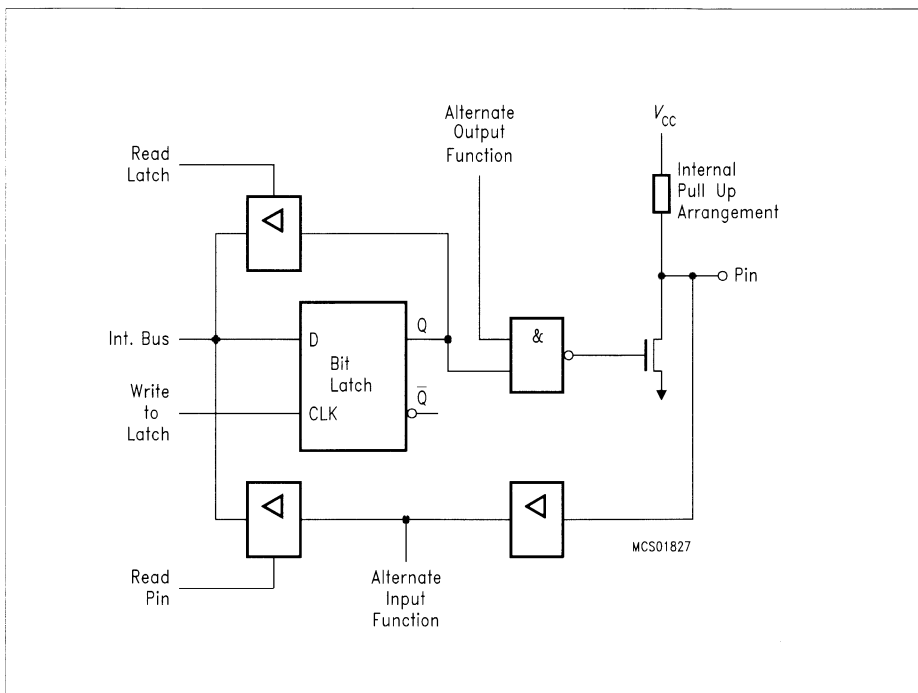 Alternate
Output
Function
V_CC
Read
Latch
Internal
Pull Up
Arrangement
Pin
Int. Bus
D
Q
&
Bit
Latch
Q̅
Write
to
Latch
CLK
MCS01827
Read
Pin
Alternate
Input
Function